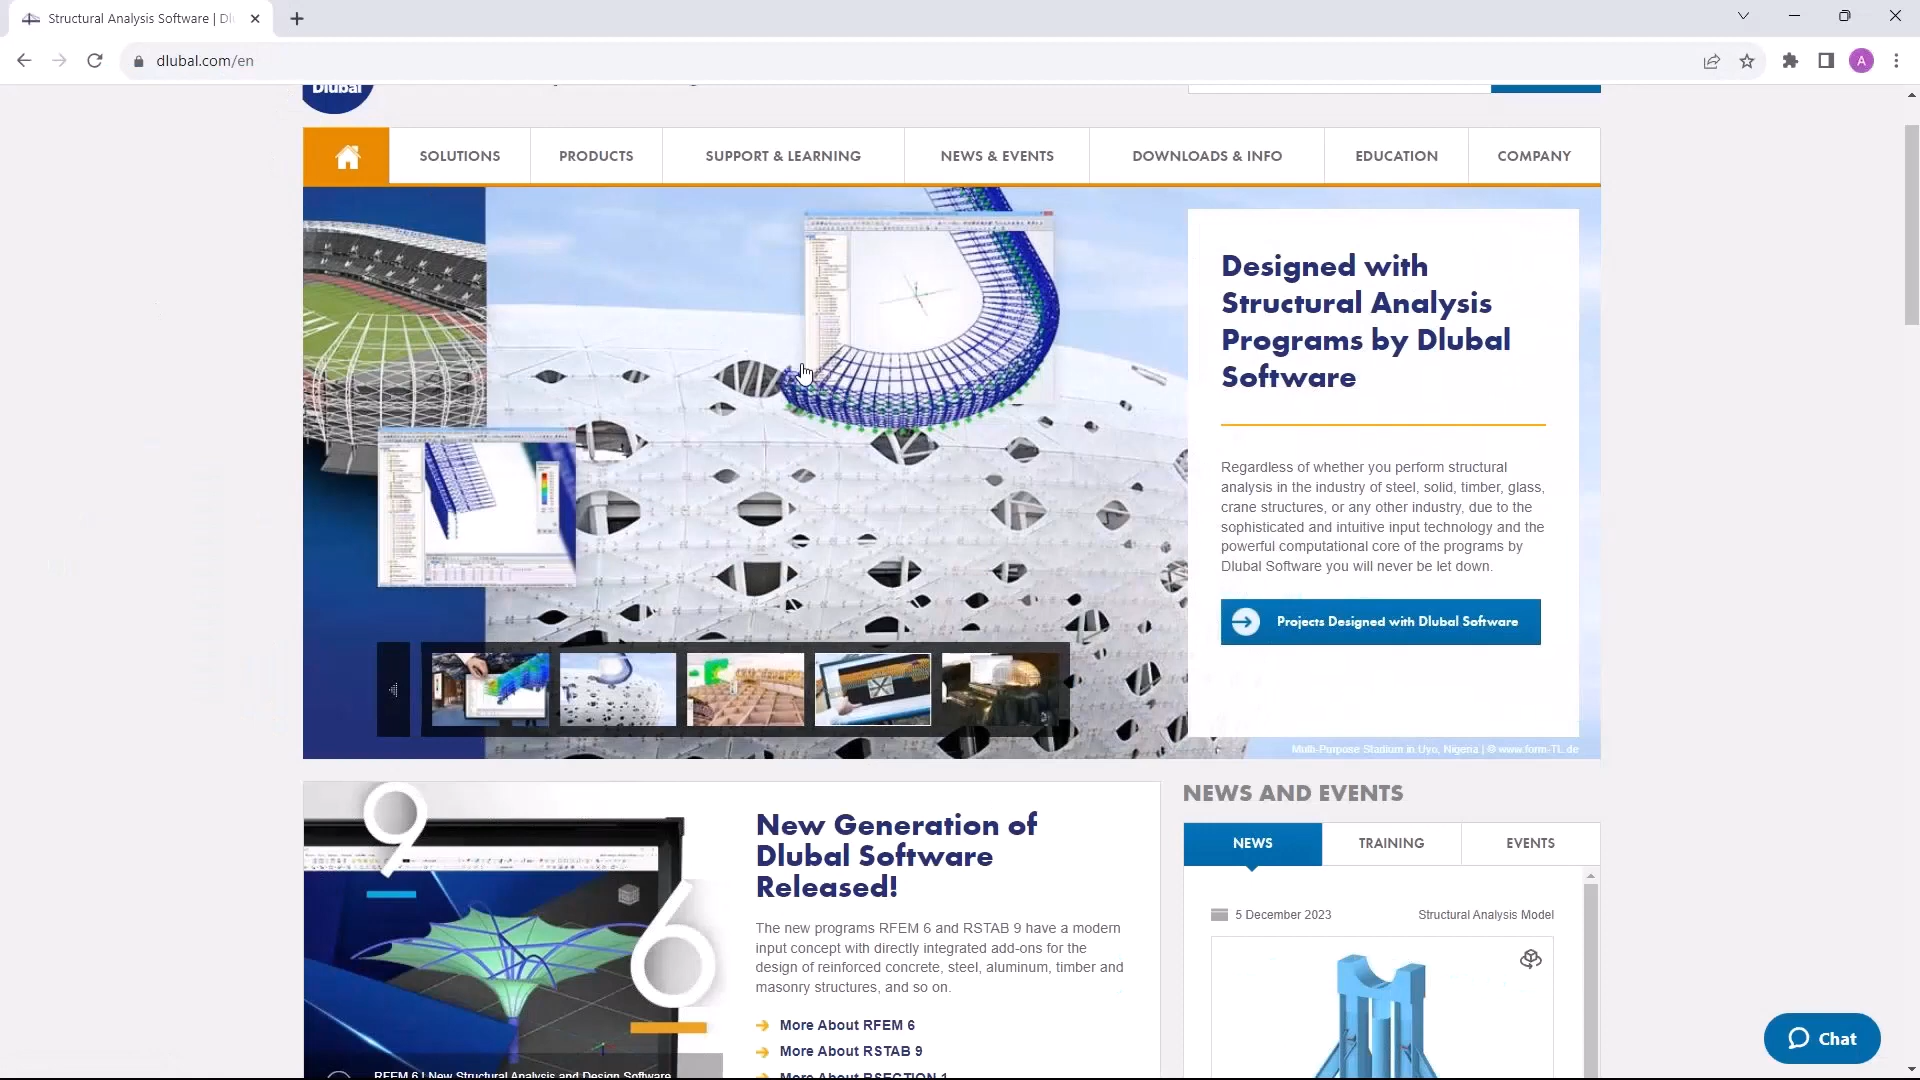 Structural Analysis Software | Dlu
dlubal.com/en
A
Dlubal
SOLUTIONS
PRODUCTS
SUPPORT & LEARNING
NEWS & EVENTS
DOWNLOADS & INFO
EDUCATION
COMPANY
Designed with
Structural Analysis
Programs by Dlubal
Software
Regardless of whether you perform structural
analysis in the industry of steel, solid, timber, glass,
crane structures, or any other industry, due to the
sophisticated and intuitive input technology and the
powerful computational core of the programs by
Dlubal Software you will never be let down.
Projects Designed with Dlubal Software
Multi-Purpose Stadium in Uyo, Nigeria | © www.form-TL.de
9
6
RFEM 6 | New Structural Analysis and Design Software
New Generation of
Dlubal Software
Released!
The new programs RFEM 6 and RSTAB 9 have a modern
input concept with directly integrated add-ons for the
design of reinforced concrete, steel, aluminum, timber and
masonry structures, and so on.
More About RFEM 6
More About RSTAB 9
More About RSECTION 1
NEWS AND EVENTS
NEWS
TRAINING
EVENTS
5 December 2023
Structural Analysis Model
Chat